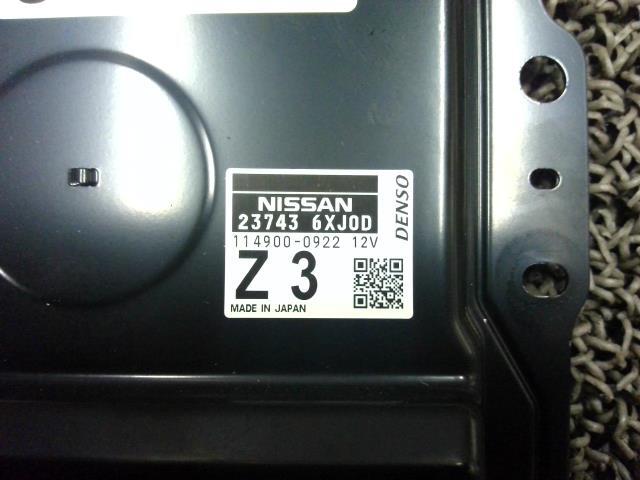 NISSAN
23743 6XJ0D
114900-0922 12V
DENSO
Z 3
MADE IN JAPAN